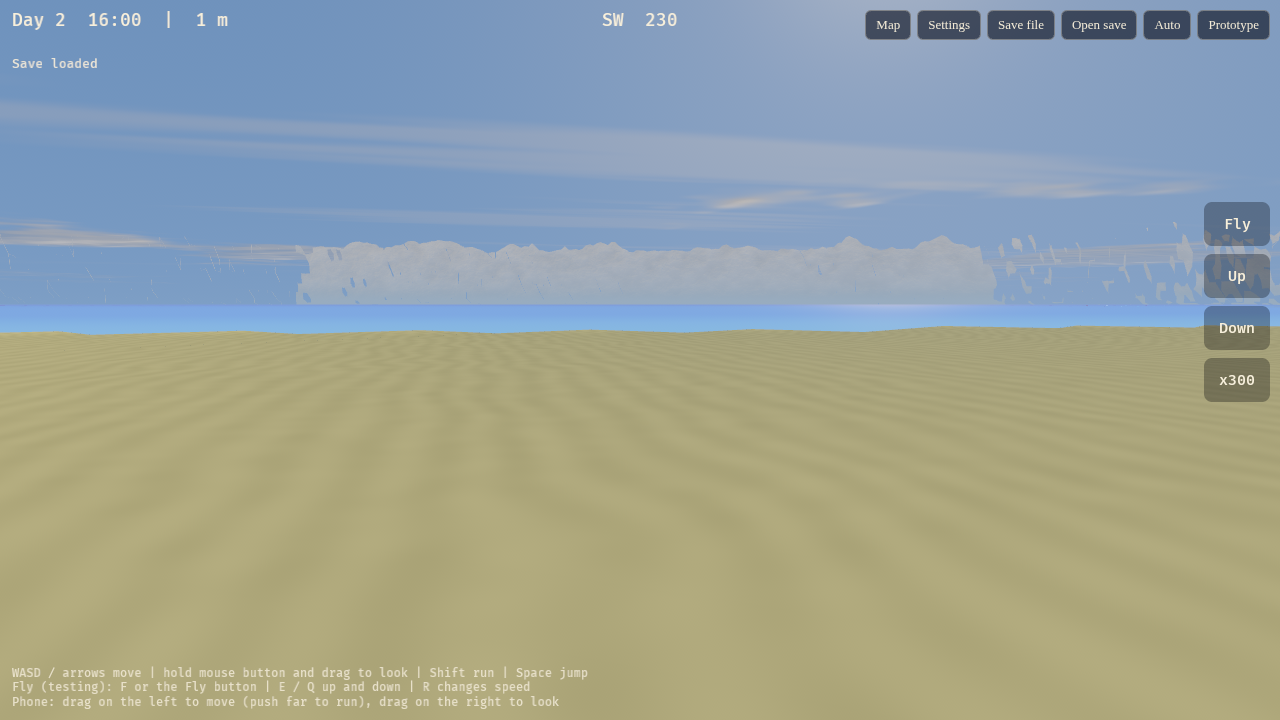 Day 2  16:00  |  1 m
SW  230
Map
Settings
Save file
Open save
Auto
Prototype
Save loaded
Fly
Up
Down
x300
WASD / arrows move | hold mouse button and drag to look | Shift run | Space jump
Fly (testing): F or the Fly button | E / Q up and down | R changes speed
Phone: drag on the left to move (push far to run), drag on the right to look